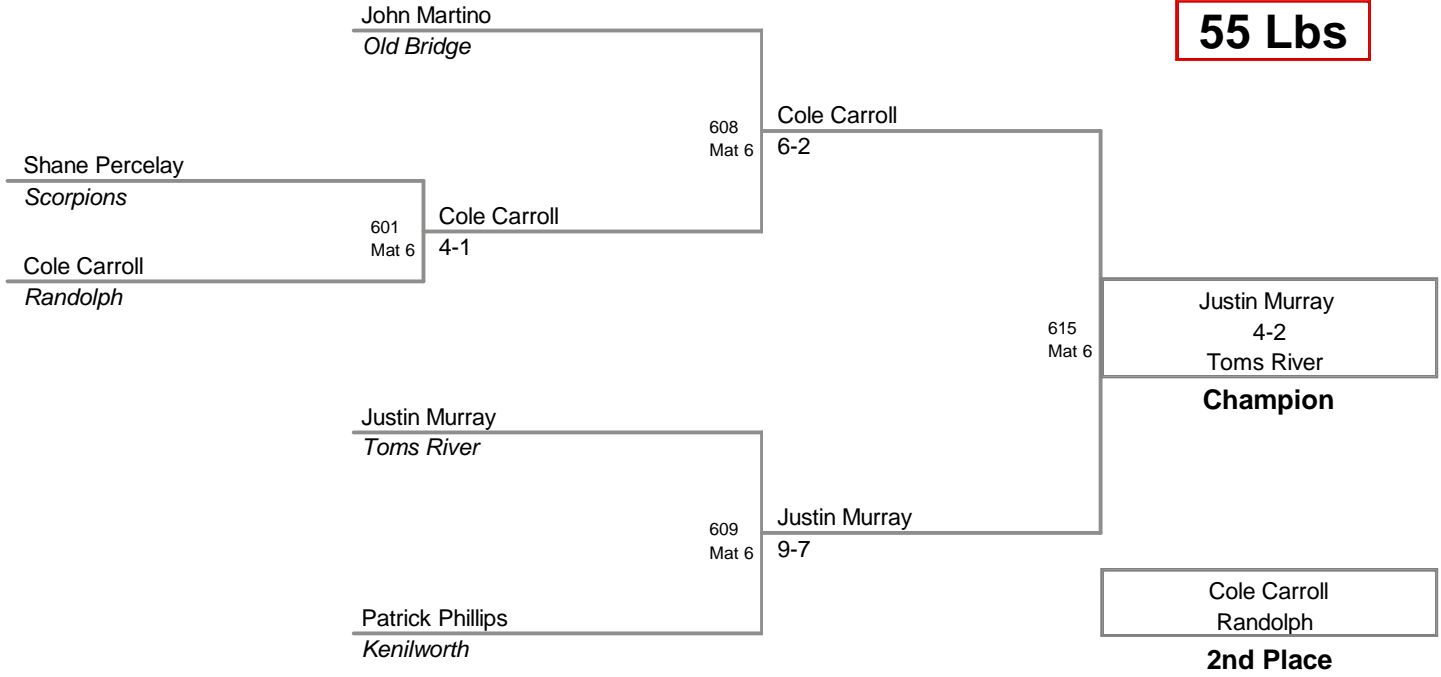 John Martino
Old Bridge
55 Lbs
608
Mat 6
Cole Carroll
6-2
Shane Percelay
Scorpions
601
Mat 6
Cole Carroll
4-1
Cole Carroll
Randolph
615
Mat 6
Justin Murray
4-2
Toms River
Champion
Justin Murray
Toms River
609
Mat 6
Justin Murray
9-7
Patrick Phillips
Kenilworth
Cole Carroll
Randolph
2nd Place